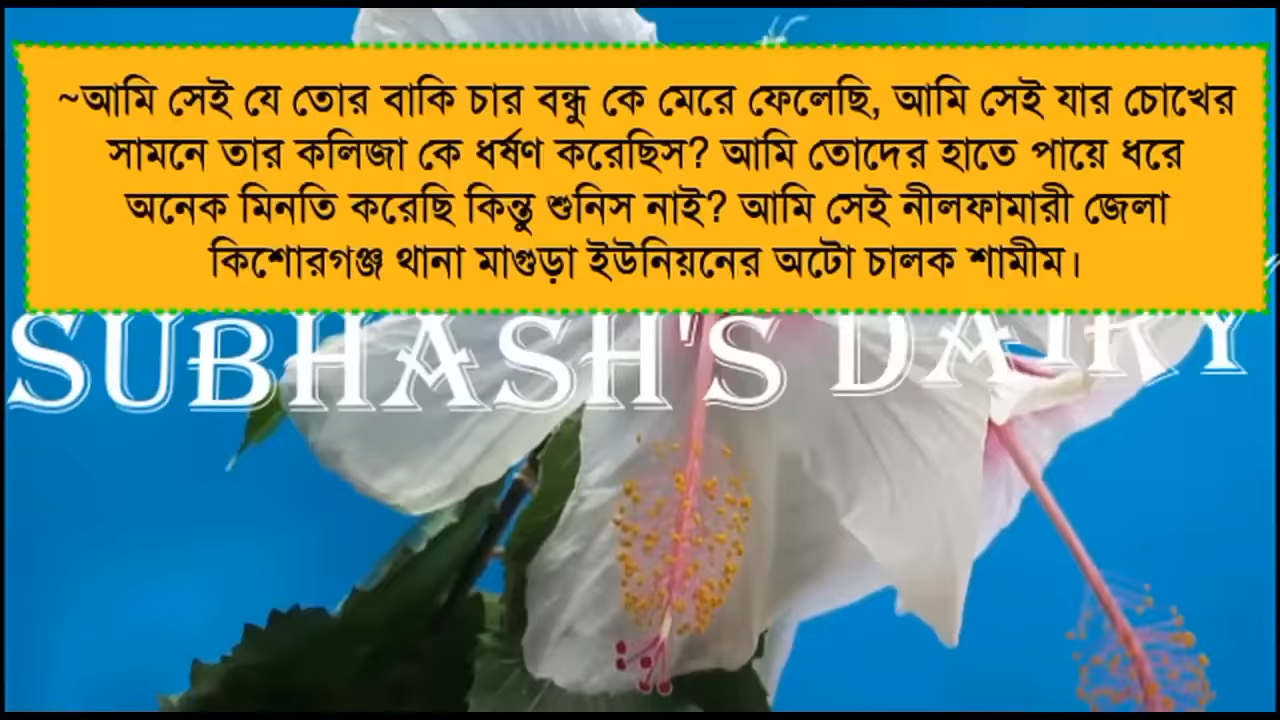 ~আমি সেই যে তোর বাকি চার বন্ধু কে মেরে ফেলেছি, আমি সেই যার চোখের
সামনে তার কলিজা কে ধর্ষণ করেছিস? আমি তোদের হাতে পায়ে ধরে
অনেক মিনতি করেছি কিন্তু শুনিস নাই? আমি সেই নীলফামারী জেলা
কিশোরগঞ্জ থানা মাগুড়া ইউনিয়নের অটো চালক শামীম।
SUBHASH'S DAIRY